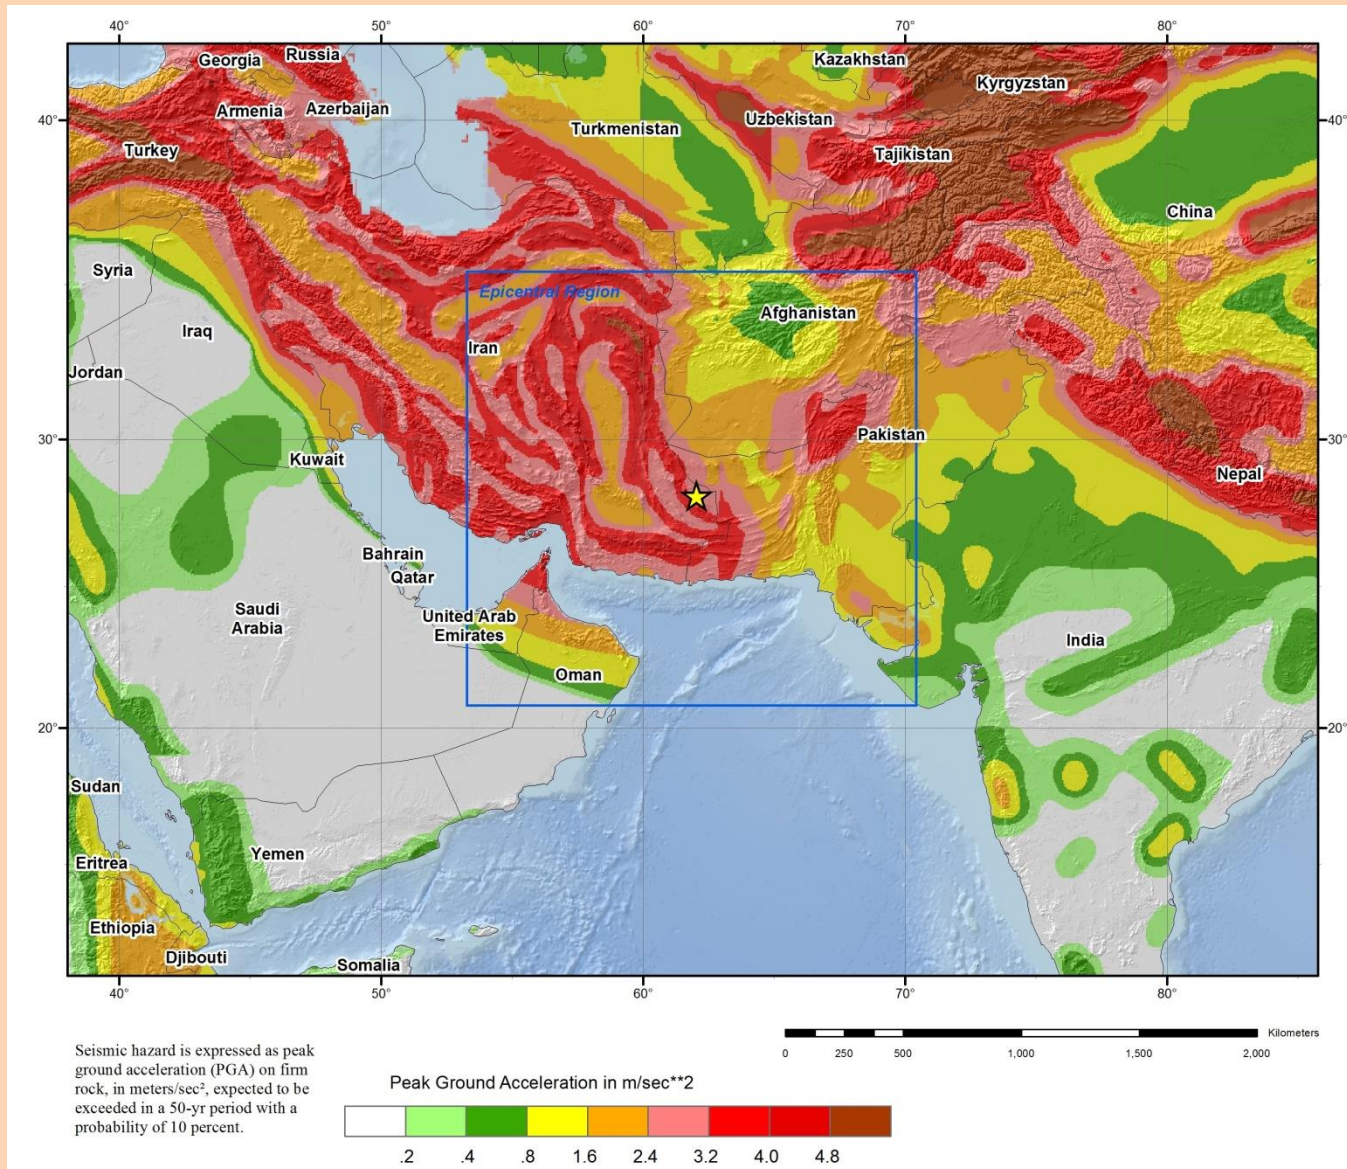 40° 50° 60° 70° 80°
Georgia Russia Kazakhstan
Kyrgyzstan
Armenia Azerbaijan
40° Turkmenistan Uzbekistan 40°
Turkey Tajikistan
China
Syria
Epicentral Region
Afghanistan
Iraq
Iran
Jordan
30° Pakistan 30°
Kuwait
Nepal
Bahrain
Qatar
Saudi
Arabia
United Arab
Emirates
India
Oman
20° 20°
Sudan
Yemen
Eritrea
Ethiopia
Djibouti
Somalia
40° 50° 60° 70° 80°
Kilometers
0 250 500 1,000 1,500 2,000
Seismic hazard is expressed as peak
ground acceleration (PGA) on firm
rock, in meters/sec², expected to be
exceeded in a 50-yr period with a
probability of 10 percent.
Peak Ground Acceleration in m/sec**2
.2 .4 .8 1.6 2.4 3.2 4.0 4.8